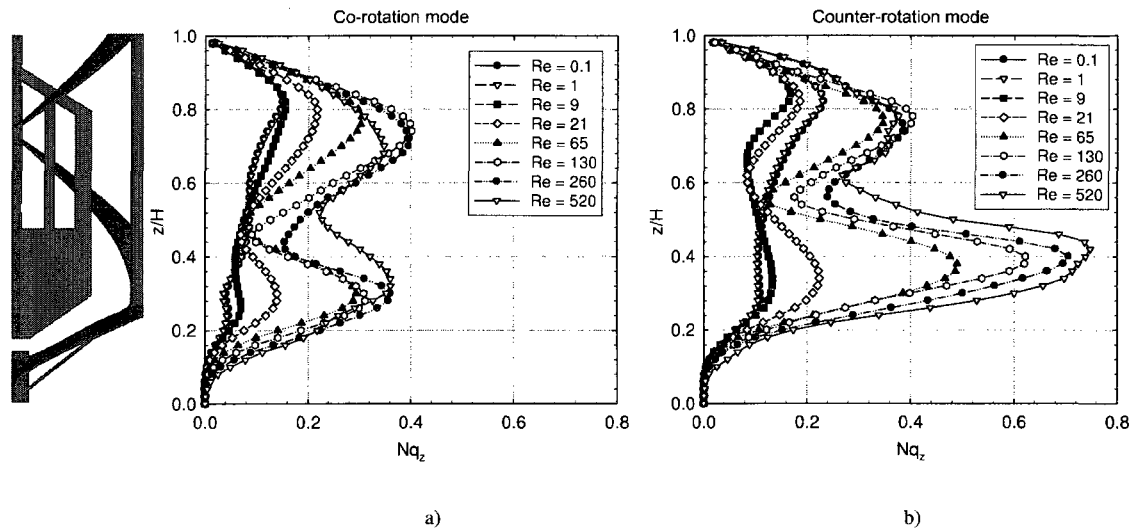 Co-rotation mode
1.0
0.8
0.6
0.4
0.2
0.0
z/H
0.0
0.2
0.4
0.6
0.8
Nqz
Re = 0.1
Re = 1
Re = 9
Re = 21
Re = 65
Re = 130
Re = 260
Re = 520
a)
Counter-rotation mode
1.0
0.8
0.6
0.4
0.2
0.0
z/H
0.0
0.2
0.4
0.6
0.8
Nqz
Re = 0.1
Re = 1
Re = 9
Re = 21
Re = 65
Re = 130
Re = 260
Re = 520
b)